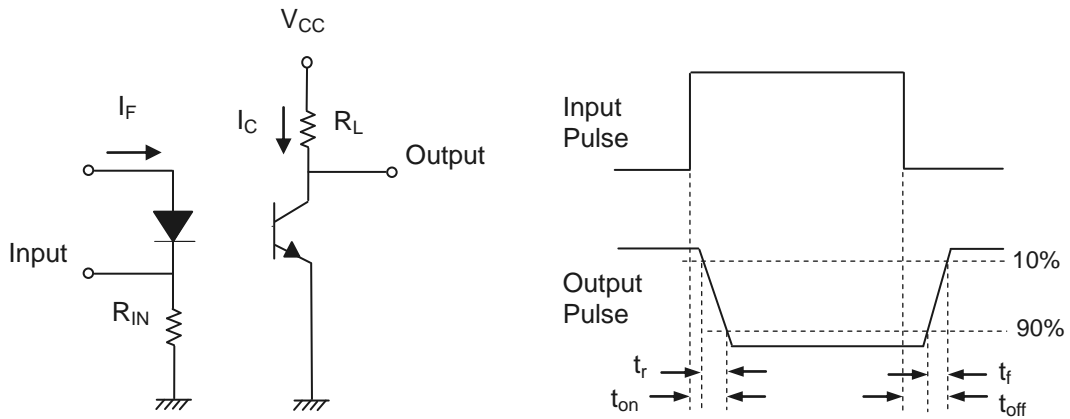 V_CC
I_F
I_C
R_L
Output
Input
R_IN
Input
Pulse
Output
Pulse
10%
90%
t_r
t_f
t_on
t_off